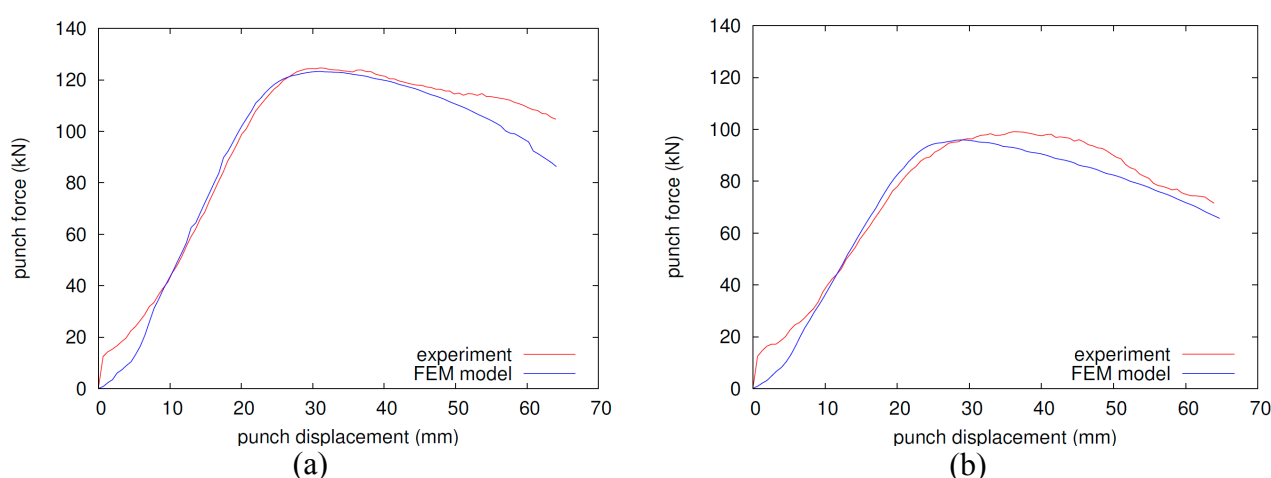 140
120
100
80
60
40
20
0
punch force (kN)
experiment
FEM model
0 10 20 30 40 50 60 70
punch displacement (mm)
(a)
140
120
100
80
60
40
20
0
punch force (kN)
experiment
FEM model
0 10 20 30 40 50 60 70
punch displacement (mm)
(b)